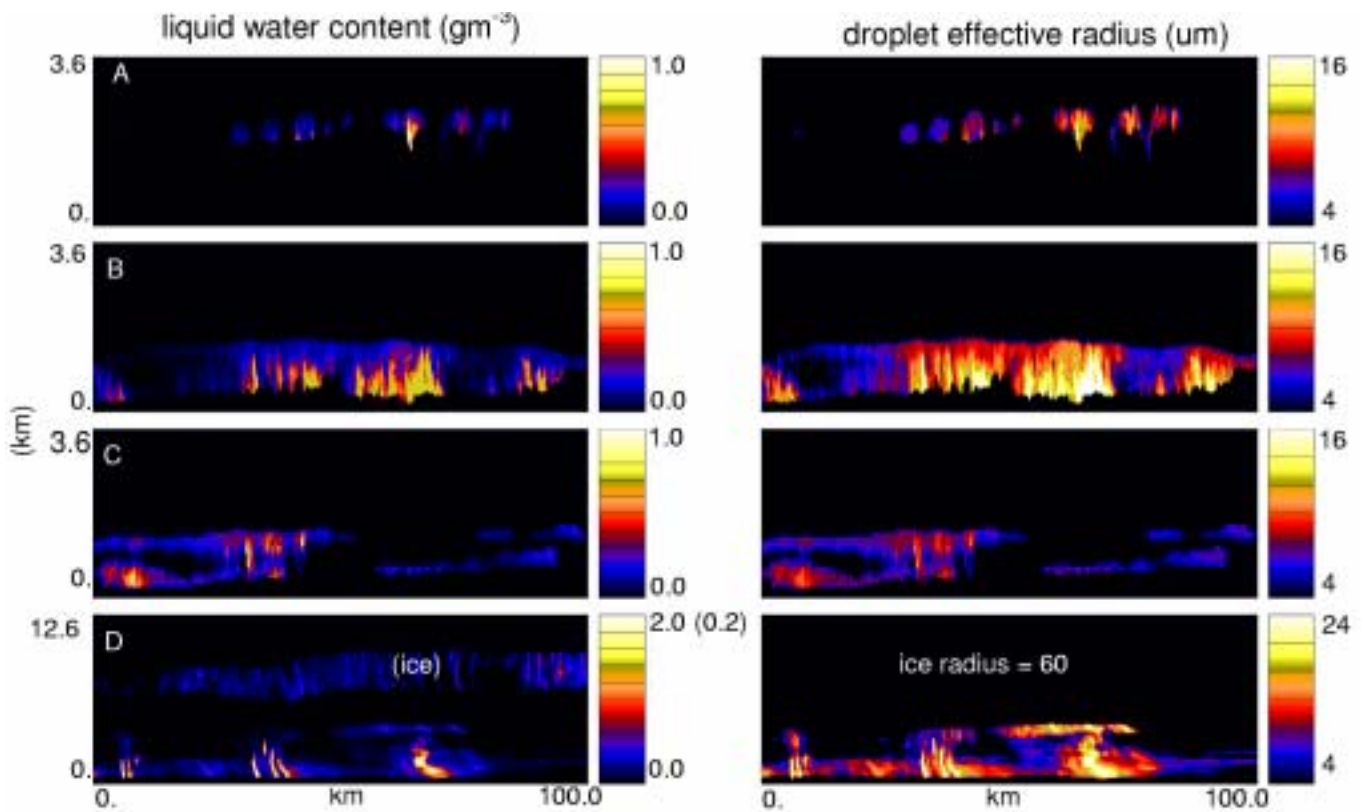 liquid water content (gm⁻³)
droplet effective radius (um)
3.6
A
1.0
16
0.
0.0
4
3.6
B
1.0
16
0.
0.0
4
(km)
3.6
C
1.0
16
0.
0.0
4
12.6
D
2.0 (0.2)
24
(ice)
ice radius = 60
0.
0.0
4
0.
km
100.0
0.
km
100.0